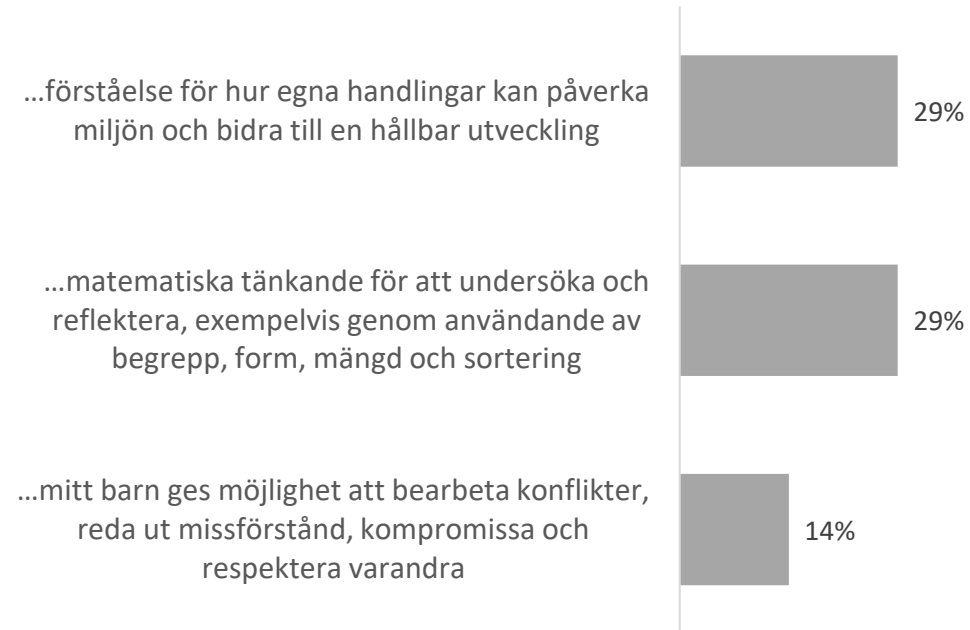 …förståelse för hur egna handlingar kan påverka
miljön och bidra till en hållbar utveckling
29%
…matematiska tänkande för att undersöka och
reflektera, exempelvis genom användande av
begrepp, form, mängd och sortering
29%
…mitt barn ges möjlighet att bearbeta konflikter,
reda ut missförstånd, kompromissa och
respektera varandra
14%